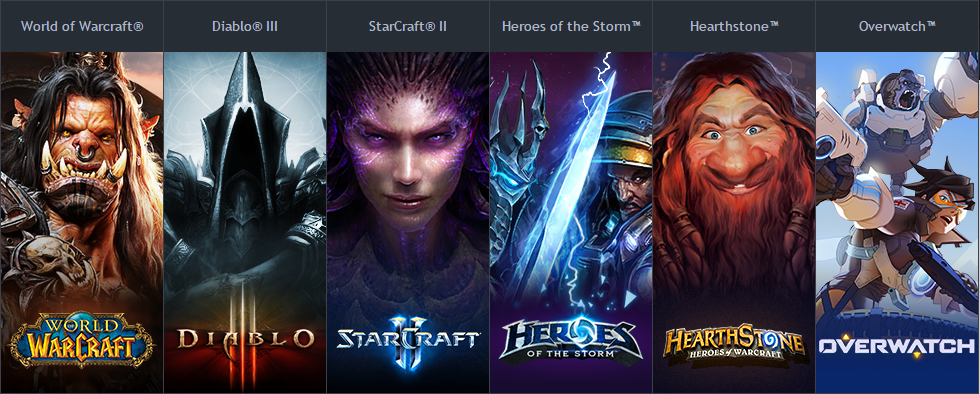 World of Warcraft®
Diablo® III
StarCraft® II
Heroes of the Storm™
Hearthstone™
Overwatch™
WORLD
OF
WARCRAFT
DIABLO
III
STARCRAFT
II
HEROES
OF THE STORM
HEARTHSTONE
HEROES of WARCRAFT
OVERWATCH